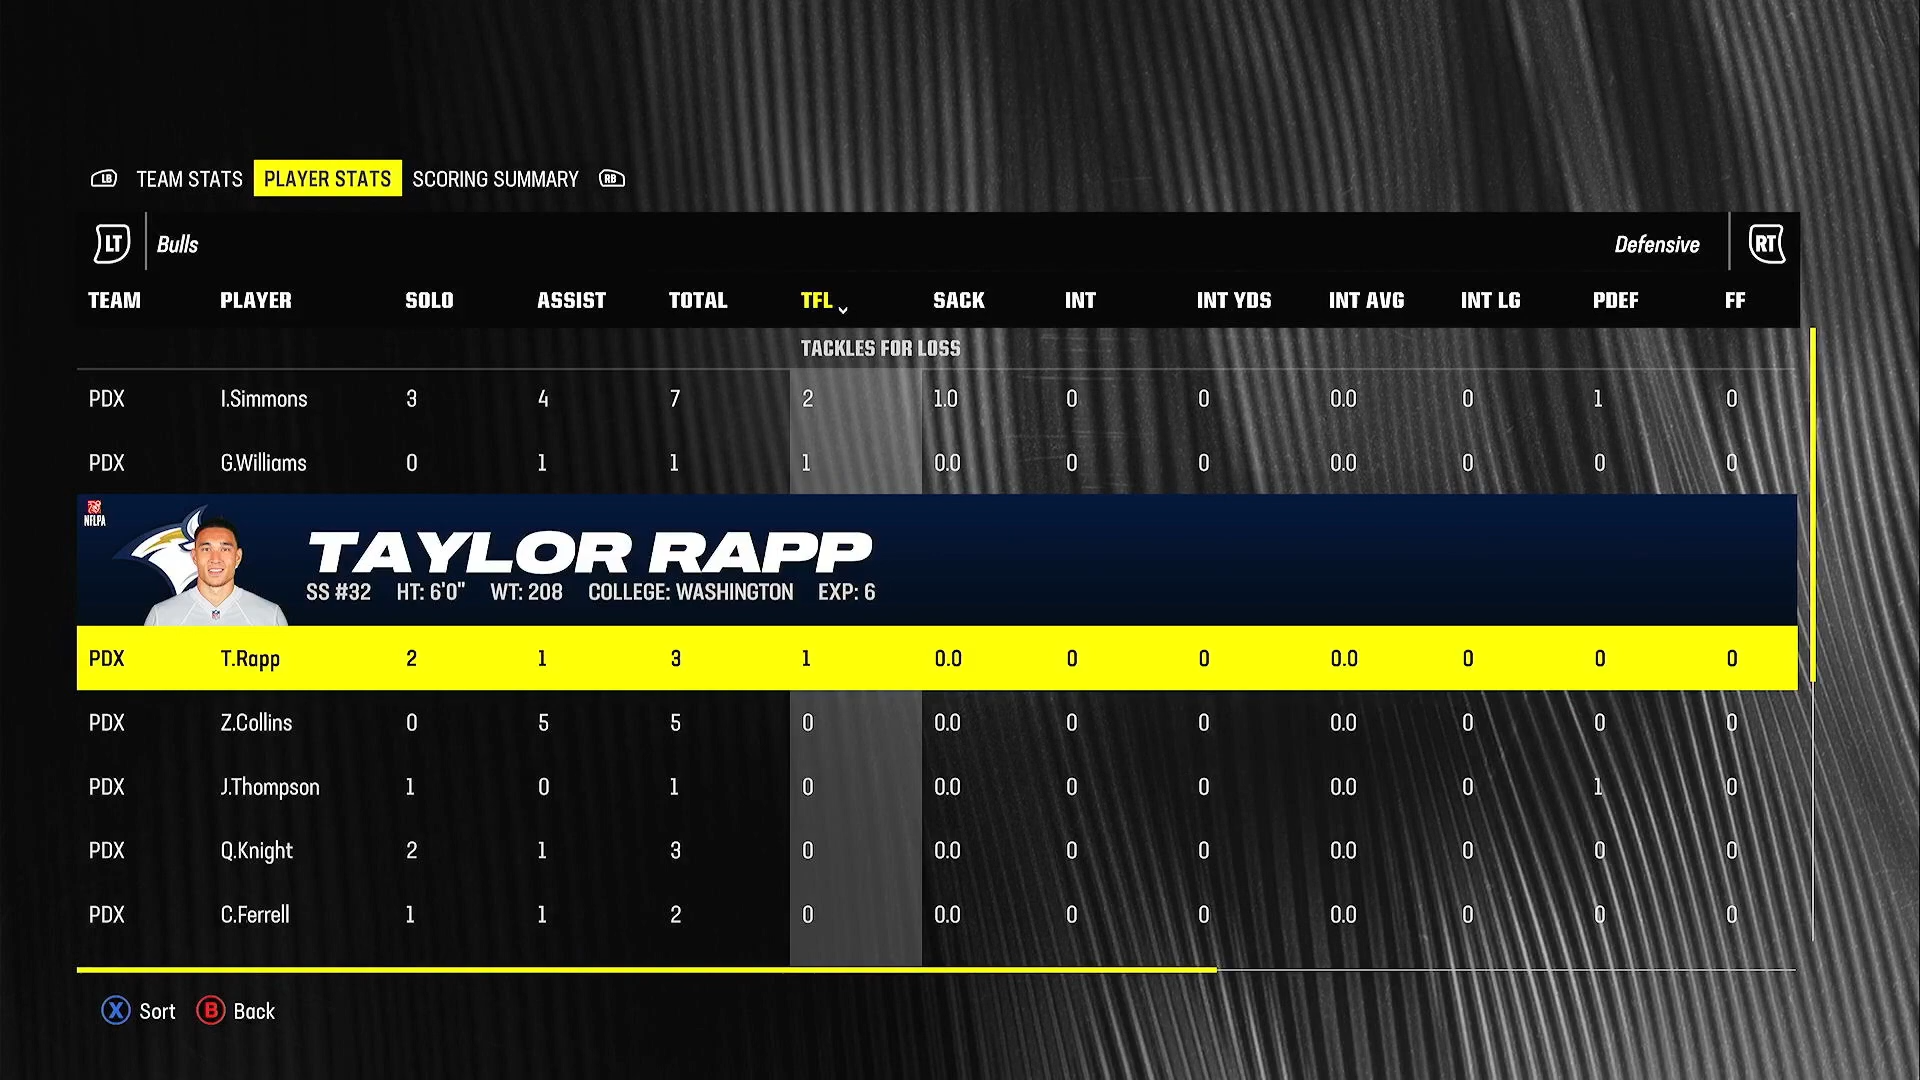 LB TEAM STATS PLAYER STATS SCORING SUMMARY RB
LT Bulls Defensive RT
TEAM PLAYER SOLO ASSIST TOTAL TFL SACK INT INT YDS INT AVG INT LG PDEF FF
TACKLES FOR LOSS
PDX I.Simmons 3 4 7 2 1.0 0 0 0.0 0 1 0
PDX G.Williams 0 1 1 1 0.0 0 0 0.0 0 0 0
NFLPA
TAYLOR RAPP
SS #32 HT: 6'0" WT: 208 COLLEGE: WASHINGTON EXP: 6
PDX T.Rapp 2 1 3 1 0.0 0 0 0.0 0 0 0
PDX Z.Collins 0 5 5 0 0.0 0 0 0.0 0 0 0
PDX J.Thompson 1 0 1 0 0.0 0 0 0.0 0 1 0
PDX Q.Knight 2 1 3 0 0.0 0 0 0.0 0 0 0
PDX C.Ferrell 1 1 2 0 0.0 0 0 0.0 0 0 0
X Sort B Back